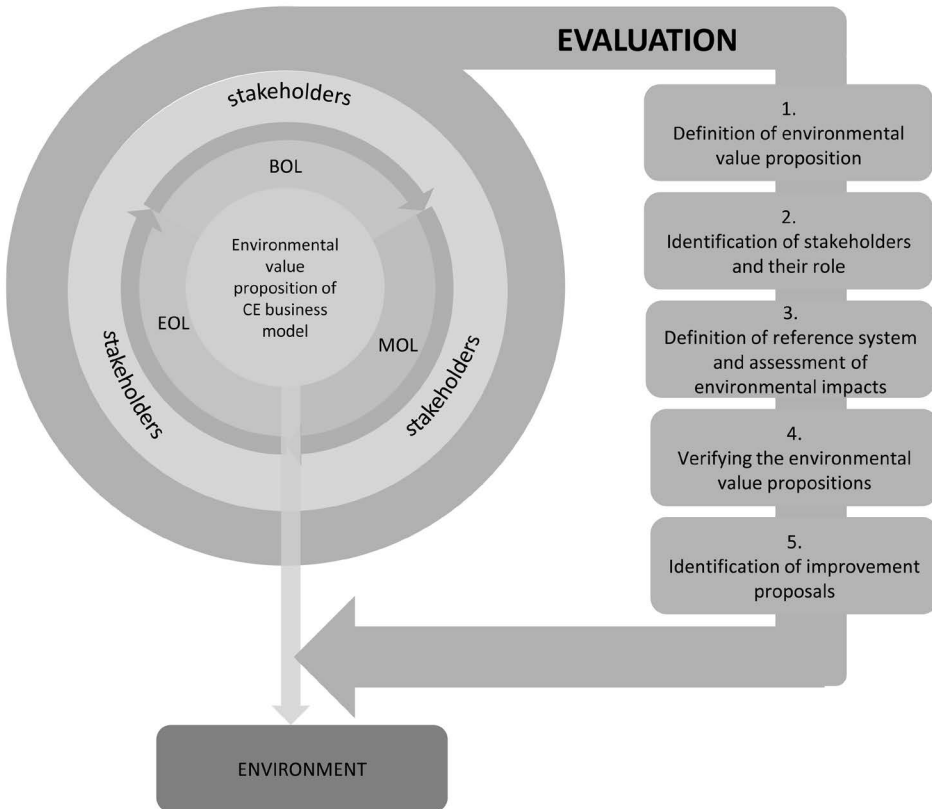 EVALUATION
stakeholders
BOL
Environmental
value
proposition of
CE business
model
EOL
MOL
stakeholders
stakeholders
1.
Definition of environmental
value proposition
2.
Identification of stakeholders
and their role
3.
Definition of reference system
and assessment of
environmental impacts
4.
Verifying the environmental
value propositions
5.
Identification of improvement
proposals
ENVIRONMENT